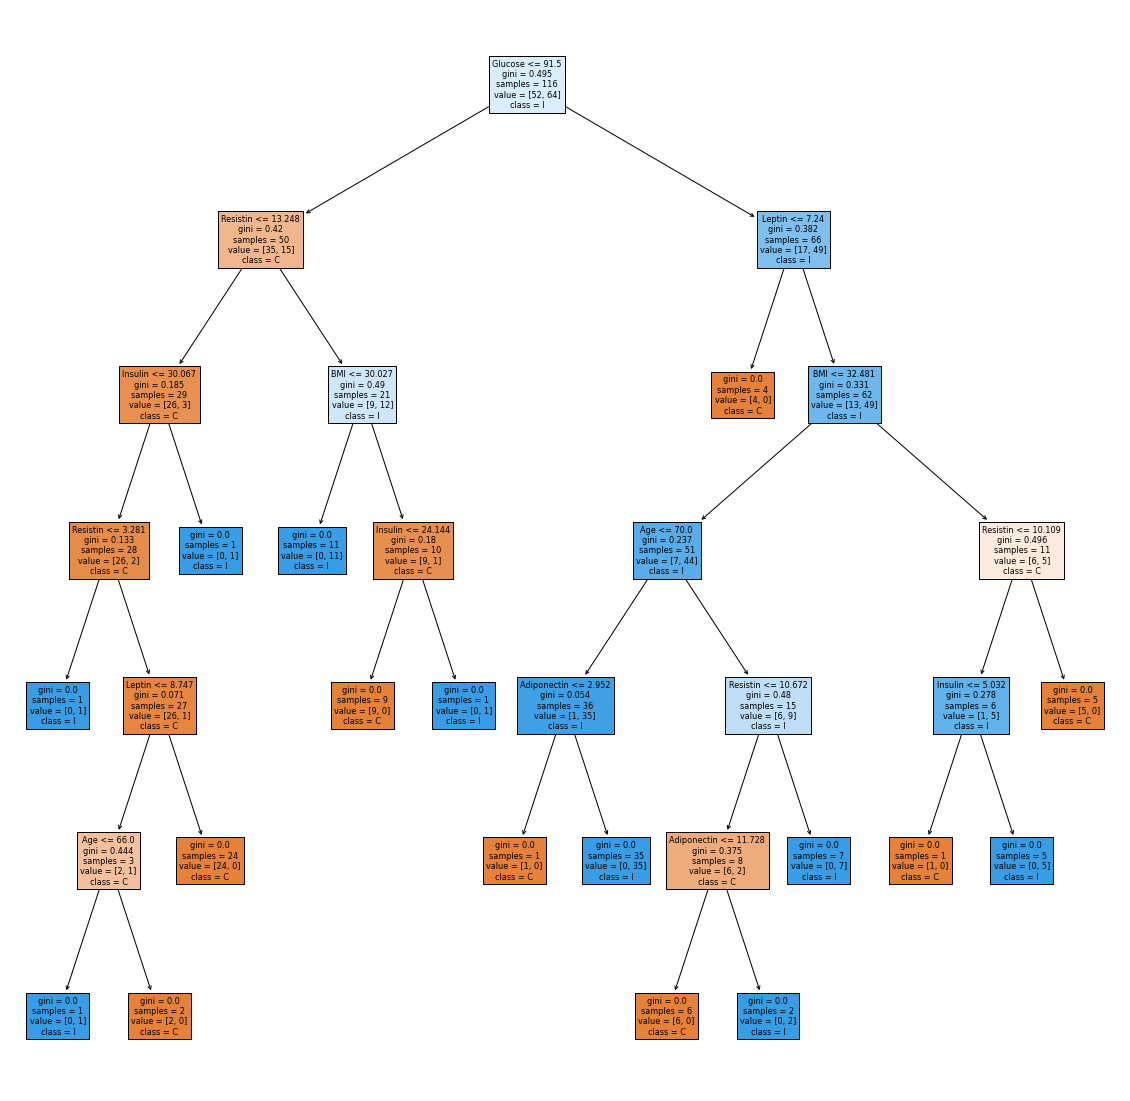 Glucose <= 91.5
gini = 0.495
samples = 116
value = [52, 64]
class = I
Resistin <= 13.248
gini = 0.42
samples = 50
value = [35, 15]
class = C
Leptin <= 7.24
gini = 0.382
samples = 66
value = [17, 49]
class = I
Insulin <= 30.067
gini = 0.185
samples = 29
value = [26, 3]
class = C
BMI <= 30.027
gini = 0.49
samples = 21
value = [9, 12]
class = I
gini = 0.0
samples = 4
value = [4, 0]
class = C
BMI <= 32.481
gini = 0.331
samples = 62
value = [13, 49]
class = I
Resistin <= 3.281
gini = 0.133
samples = 28
value = [26, 2]
class = C
gini = 0.0
samples = 1
value = [0, 1]
class = I
gini = 0.0
samples = 11
value = [0, 11]
class = I
Insulin <= 24.144
gini = 0.18
samples = 10
value = [9, 1]
class = C
Age <= 70.0
gini = 0.237
samples = 51
value = [7, 44]
class = I
Resistin <= 10.109
gini = 0.496
samples = 11
value = [6, 5]
class = C
gini = 0.0
samples = 1
value = [0, 1]
class = I
Leptin <= 8.747
gini = 0.071
samples = 27
value = [26, 1]
class = C
gini = 0.0
samples = 9
value = [9, 0]
class = C
gini = 0.0
samples = 1
value = [0, 1]
class = I
Adiponectin <= 2.952
gini = 0.054
samples = 36
value = [1, 35]
class = I
Resistin <= 10.672
gini = 0.48
samples = 15
value = [6, 9]
class = I
Insulin <= 5.032
gini = 0.278
samples = 6
value = [1, 5]
class = I
gini = 0.0
samples = 5
value = [5, 0]
class = C
Age <= 66.0
gini = 0.444
samples = 3
value = [2, 1]
class = C
gini = 0.0
samples = 24
value = [24, 0]
class = C
gini = 0.0
samples = 1
value = [1, 0]
class = C
gini = 0.0
samples = 35
value = [0, 35]
class = I
Adiponectin <= 11.728
gini = 0.375
samples = 8
value = [6, 2]
class = C
gini = 0.0
samples = 7
value = [0, 7]
class = I
gini = 0.0
samples = 1
value = [1, 0]
class = C
gini = 0.0
samples = 5
value = [0, 5]
class = I
gini = 0.0
samples = 1
value = [0, 1]
class = I
gini = 0.0
samples = 2
value = [2, 0]
class = C
gini = 0.0
samples = 6
value = [6, 0]
class = C
gini = 0.0
samples = 2
value = [0, 2]
class = I